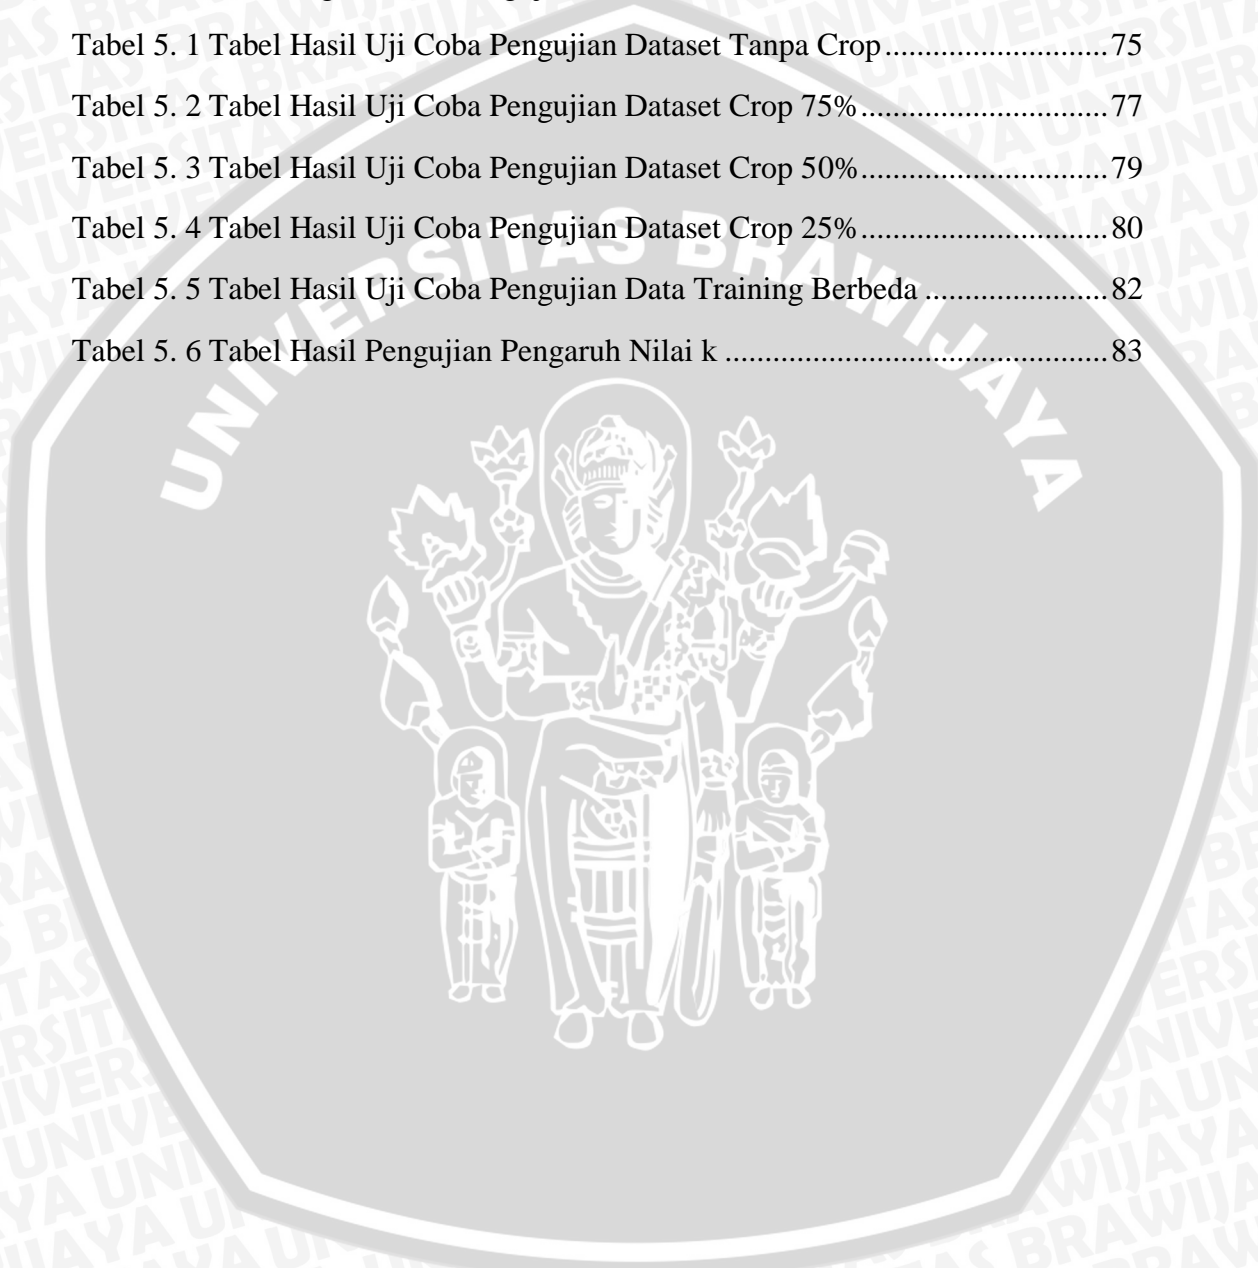 Tabel 5. 1 Tabel Hasil Uji Coba Pengujian Dataset Tanpa Crop............................75
Tabel 5. 2 Tabel Hasil Uji Coba Pengujian Dataset Crop 75%...............................77
Tabel 5. 3 Tabel Hasil Uji Coba Pengujian Dataset Crop 50%...............................79
Tabel 5. 4 Tabel Hasil Uji Coba Pengujian Dataset Crop 25%...............................80
Tabel 5. 5 Tabel Hasil Uji Coba Pengujian Data Training Berbeda .......................82
Tabel 5. 6 Tabel Hasil Pengujian Pengaruh Nilai k ................................................83
UNIVERSITAS BRAWIJAYA